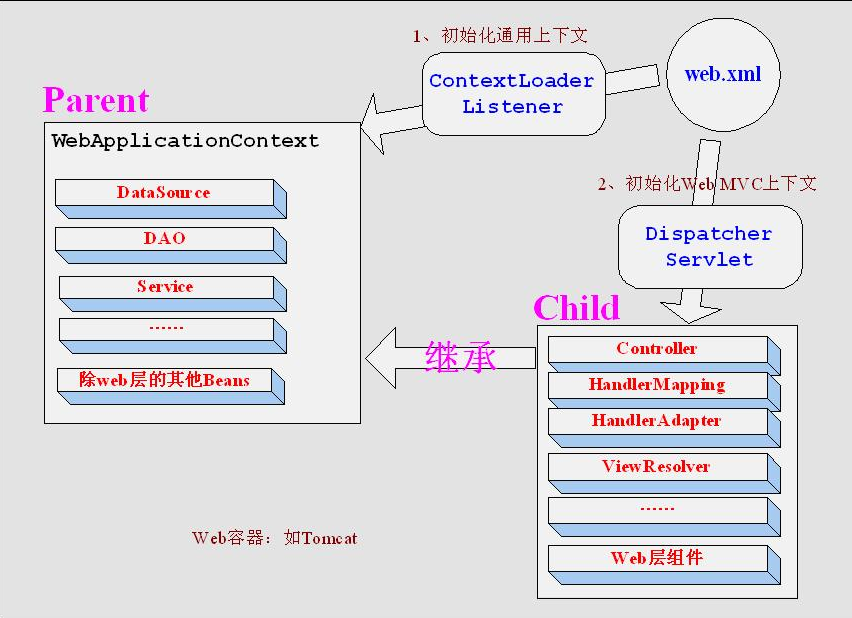 1、初始化通用上下文
ContextLoader
Listener
web.xml
Parent
WebApplicationContext
DataSource
DAO
Service
......
除web层的其他Beans
2、初始化Web MVC上下文
Dispatcher
Servlet
Child
继承
Controller
HandlerMapping
HandlerAdapter
ViewResolver
......
Web层组件
Web容器：如Tomcat